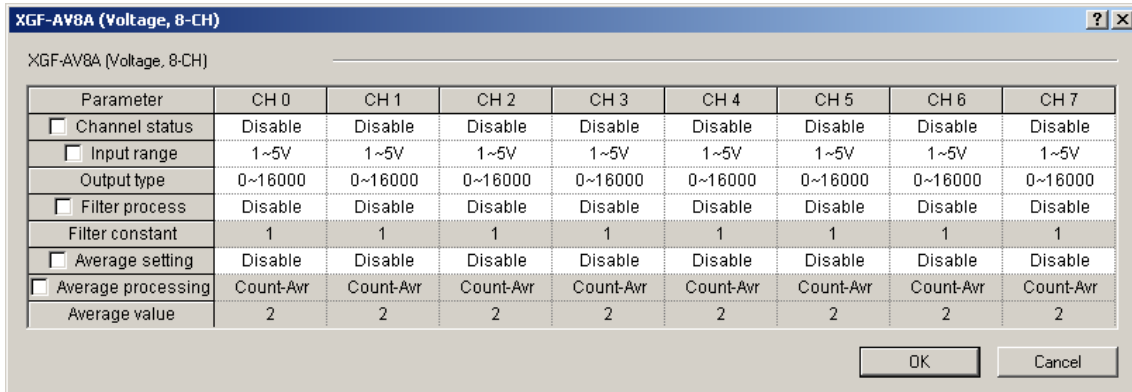 XGF-AV8A (Voltage, 8-CH)
XGF-AV8A (Voltage, 8-CH)
Parameter CH 0 CH 1 CH 2 CH 3 CH 4 CH 5 CH 6 CH 7
Channel status Disable Disable Disable Disable Disable Disable Disable Disable
Input range 1~5V 1~5V 1~5V 1~5V 1~5V 1~5V 1~5V 1~5V
Output type 0~16000 0~16000 0~16000 0~16000 0~16000 0~16000 0~16000 0~16000
Filter process Disable Disable Disable Disable Disable Disable Disable Disable
Filter constant 1 1 1 1 1 1 1 1
Average setting Disable Disable Disable Disable Disable Disable Disable Disable
Average processing Count-Avr Count-Avr Count-Avr Count-Avr Count-Avr Count-Avr Count-Avr Count-Avr
Average value 2 2 2 2 2 2 2 2
OK Cancel